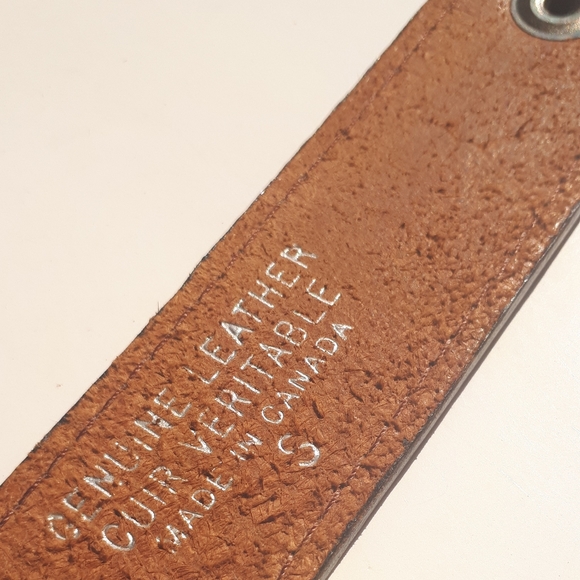 GENUINE LEATHER
CUIR VERITABLE
MADE IN CANADA
S